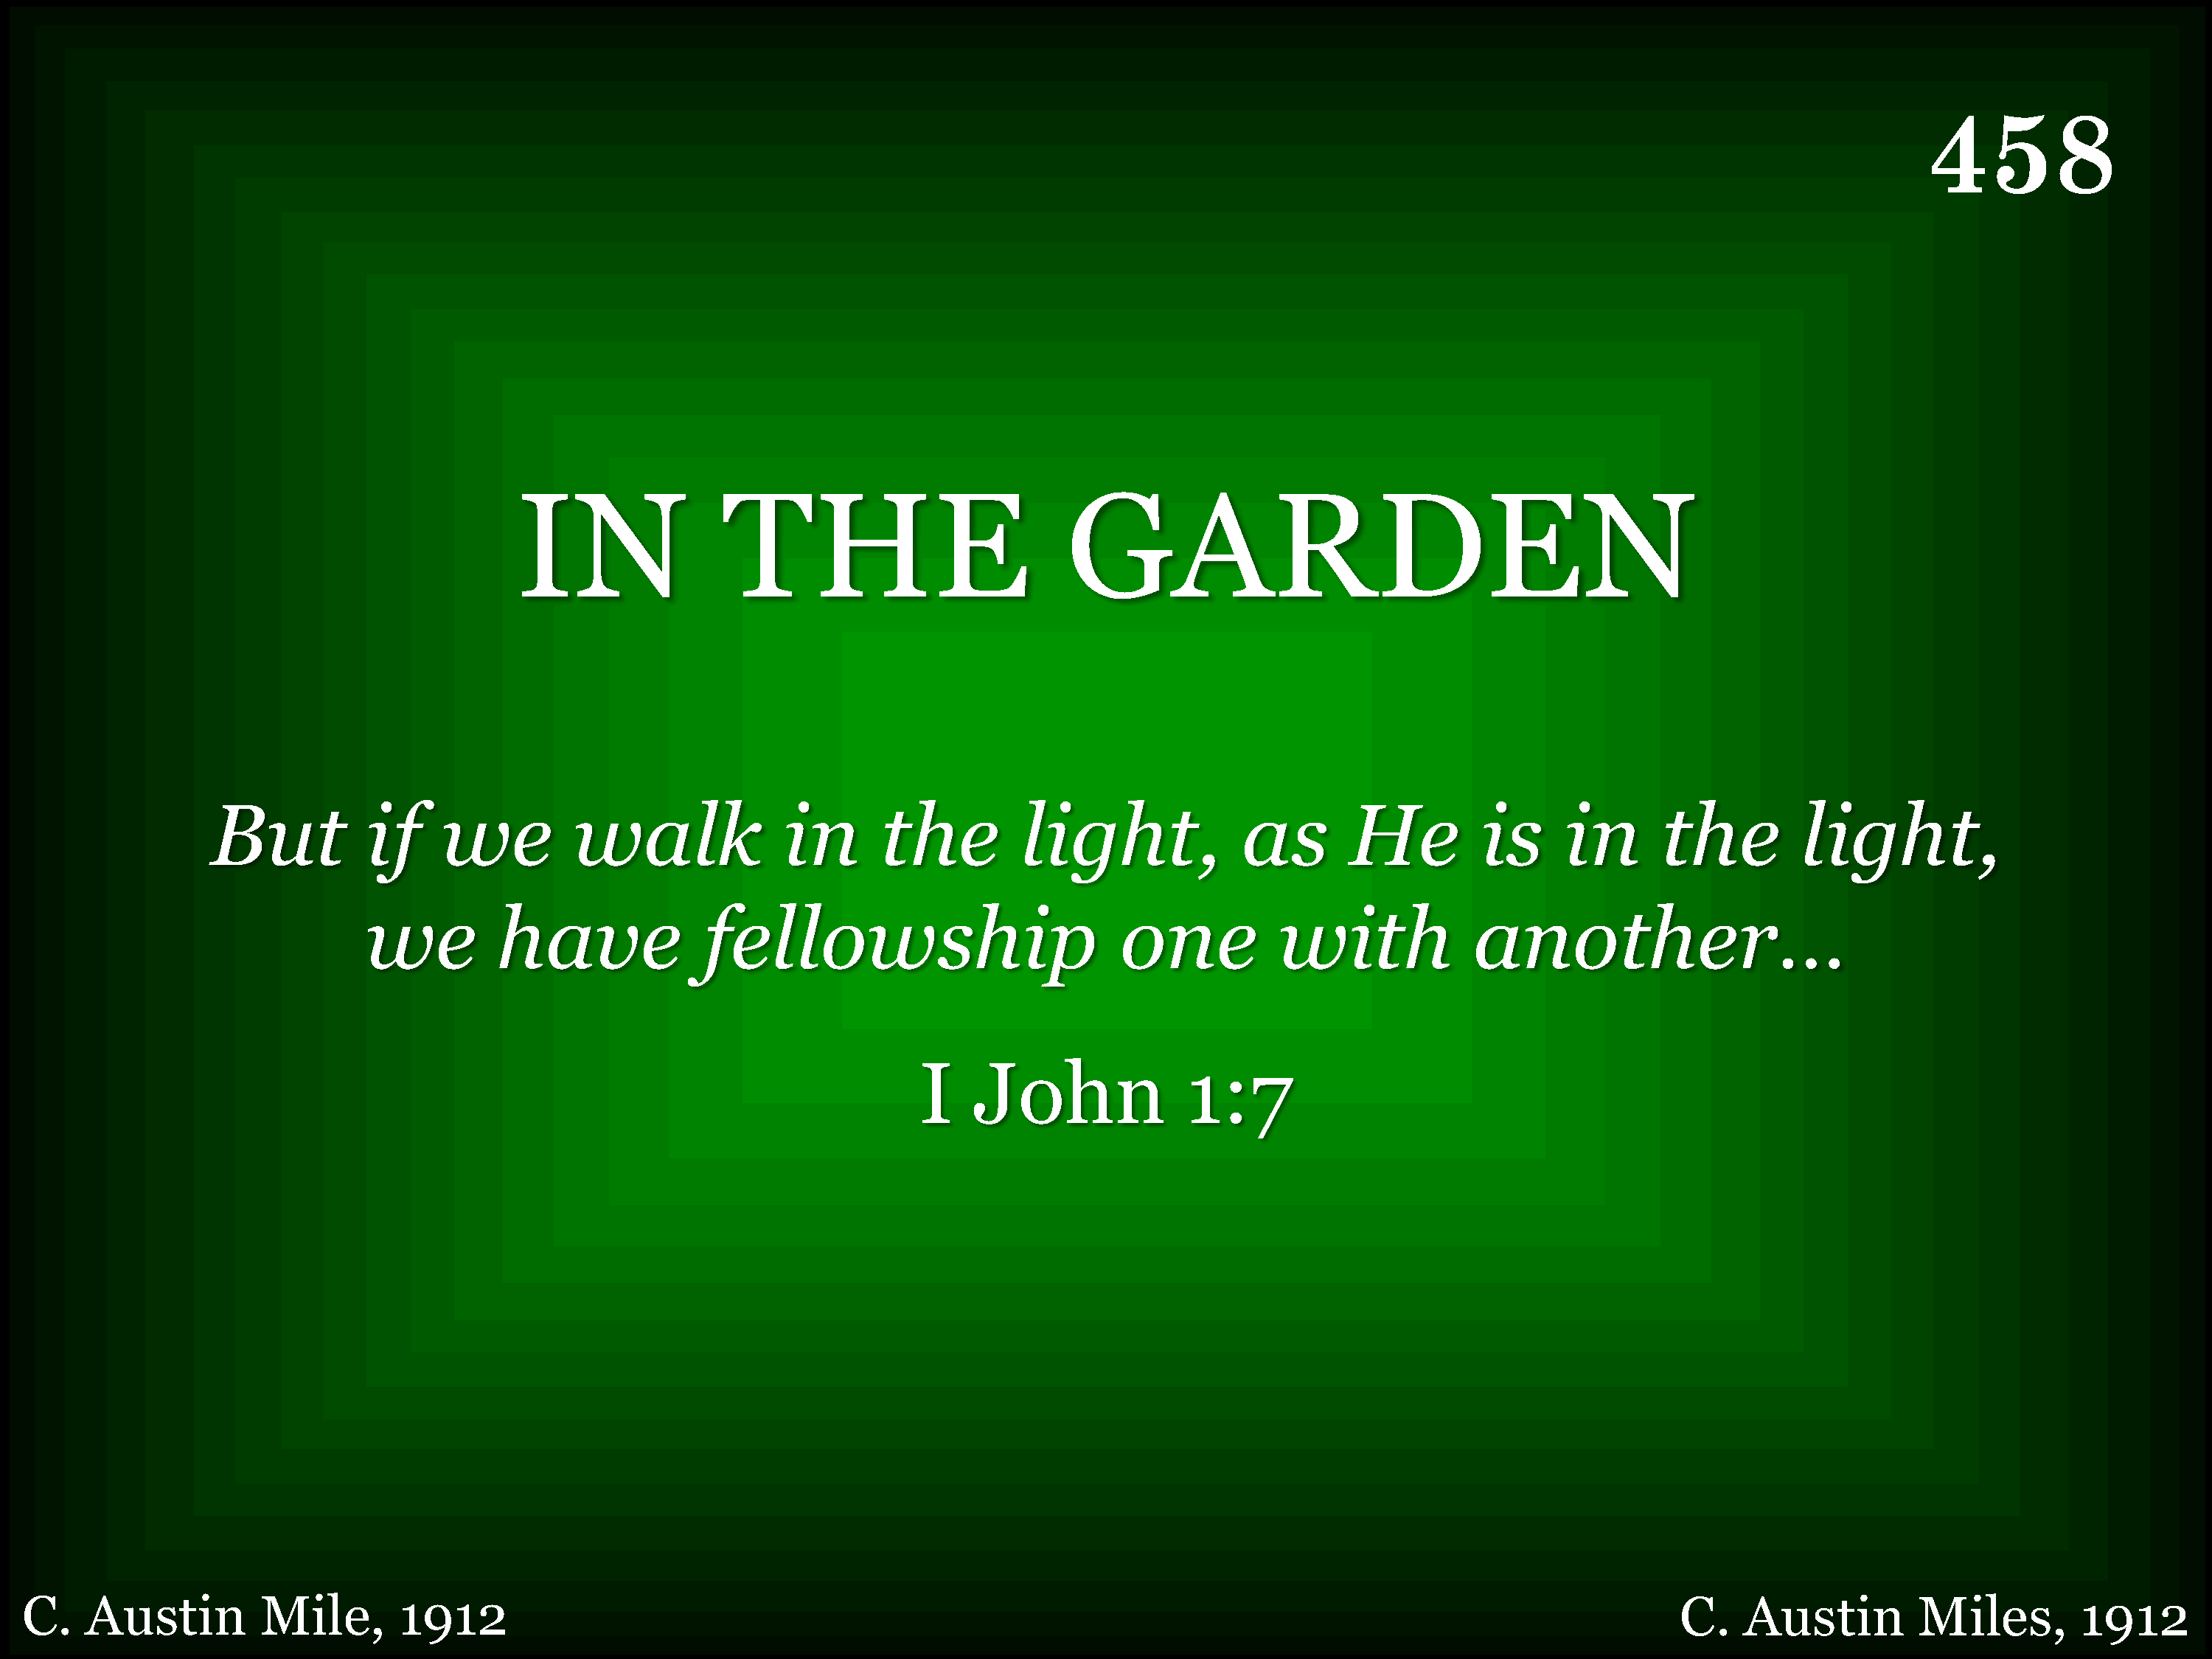 458
IN THE GARDEN
But if we walk in the light, as He is in the light,
we have fellowship one with another…
I John 1:7
C. Austin Mile, 1912
C. Austin Miles, 1912